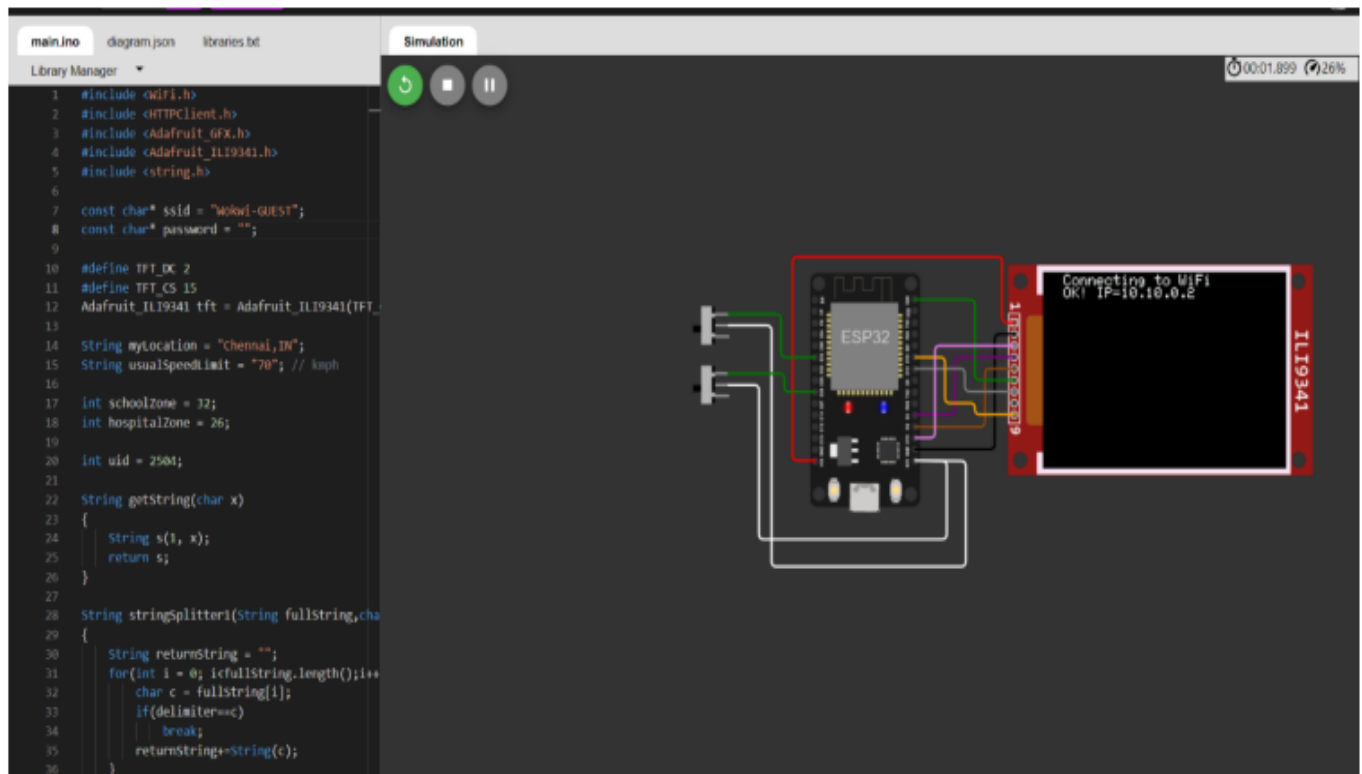 main.ino diagram.json libraries.txt
Library Manager
Simulation
00:01.899 26%
1 #include <WiFi.h>
2 #include <HTTPClient.h>
3 #include <Adafruit_GFX.h>
4 #include <Adafruit_ILI9341.h>
5 #include <string.h>
6
7 const char* ssid = "Wokwi-GUEST";
8 const char* password = "";
9
10 #define TFT_DC 2
11 #define TFT_CS 15
12 Adafruit_ILI9341 tft = Adafruit_ILI9341(TFT_
13
14 String myLocation = "Chennai,IN";
15 String usualSpeedLimit = "70"; // kmph
16
17 int schoolZone = 32;
18 int hospitalZone = 26;
19
20 int uid = 2504;
21
22 String getString(char x)
23 {
24 String s(1, x);
25 return s;
26 }
27
28 String stringSplitter1(String fullString,cha
29 {
30 String returnString = "";
31 for(int i = 0; i<fullString.length();i++
32 char c = fullString[i];
33 if(delimiter==c)
34 break;
35 returnString+=String(c);
36 }
ESP32
Connecting to WiFi
OK! IP=10.10.0.2
1
9
ILI9341